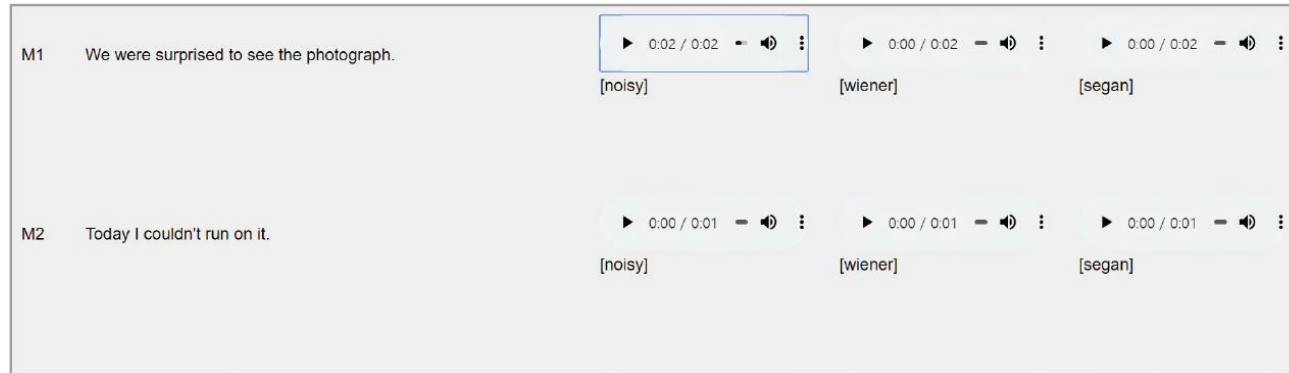 M1 We were surprised to see the photograph. 0:02 / 0:02 0:00 / 0:02 0:00 / 0:02
[noisy] [wiener] [segan]
M2 Today I couldn't run on it. 0:00 / 0:01 0:00 / 0:01 0:00 / 0:01
[noisy] [wiener] [segan]